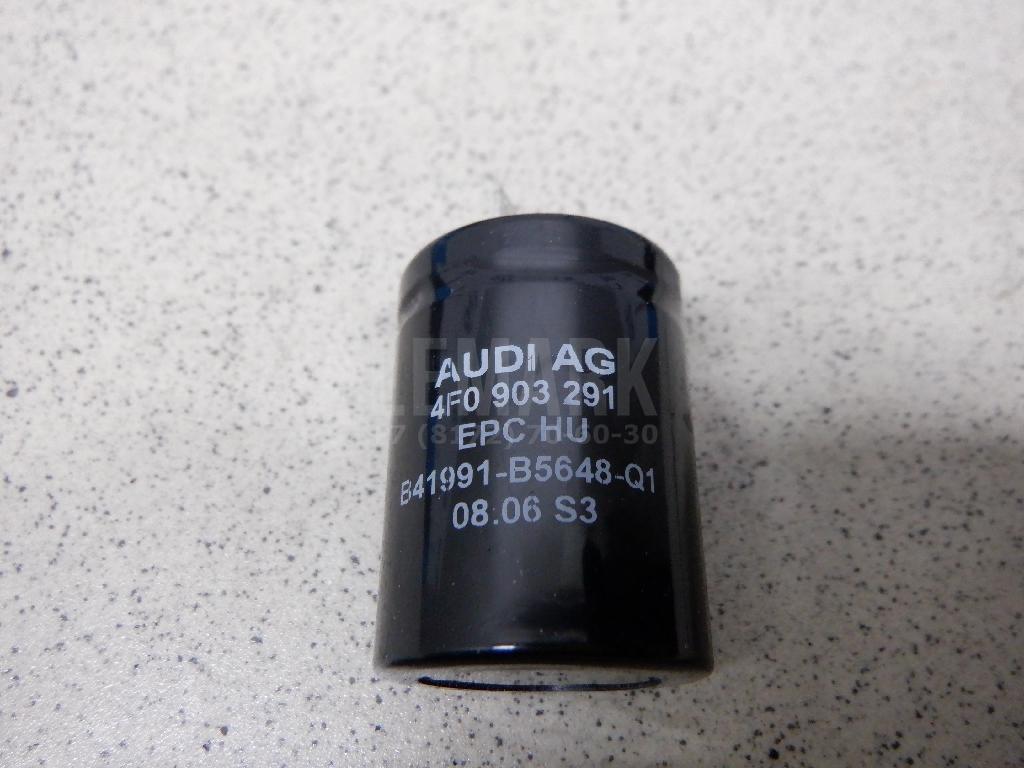 AUDI AG
4F0 903 291
EPC HU
B41991-B5648-Q1
08.06 S3